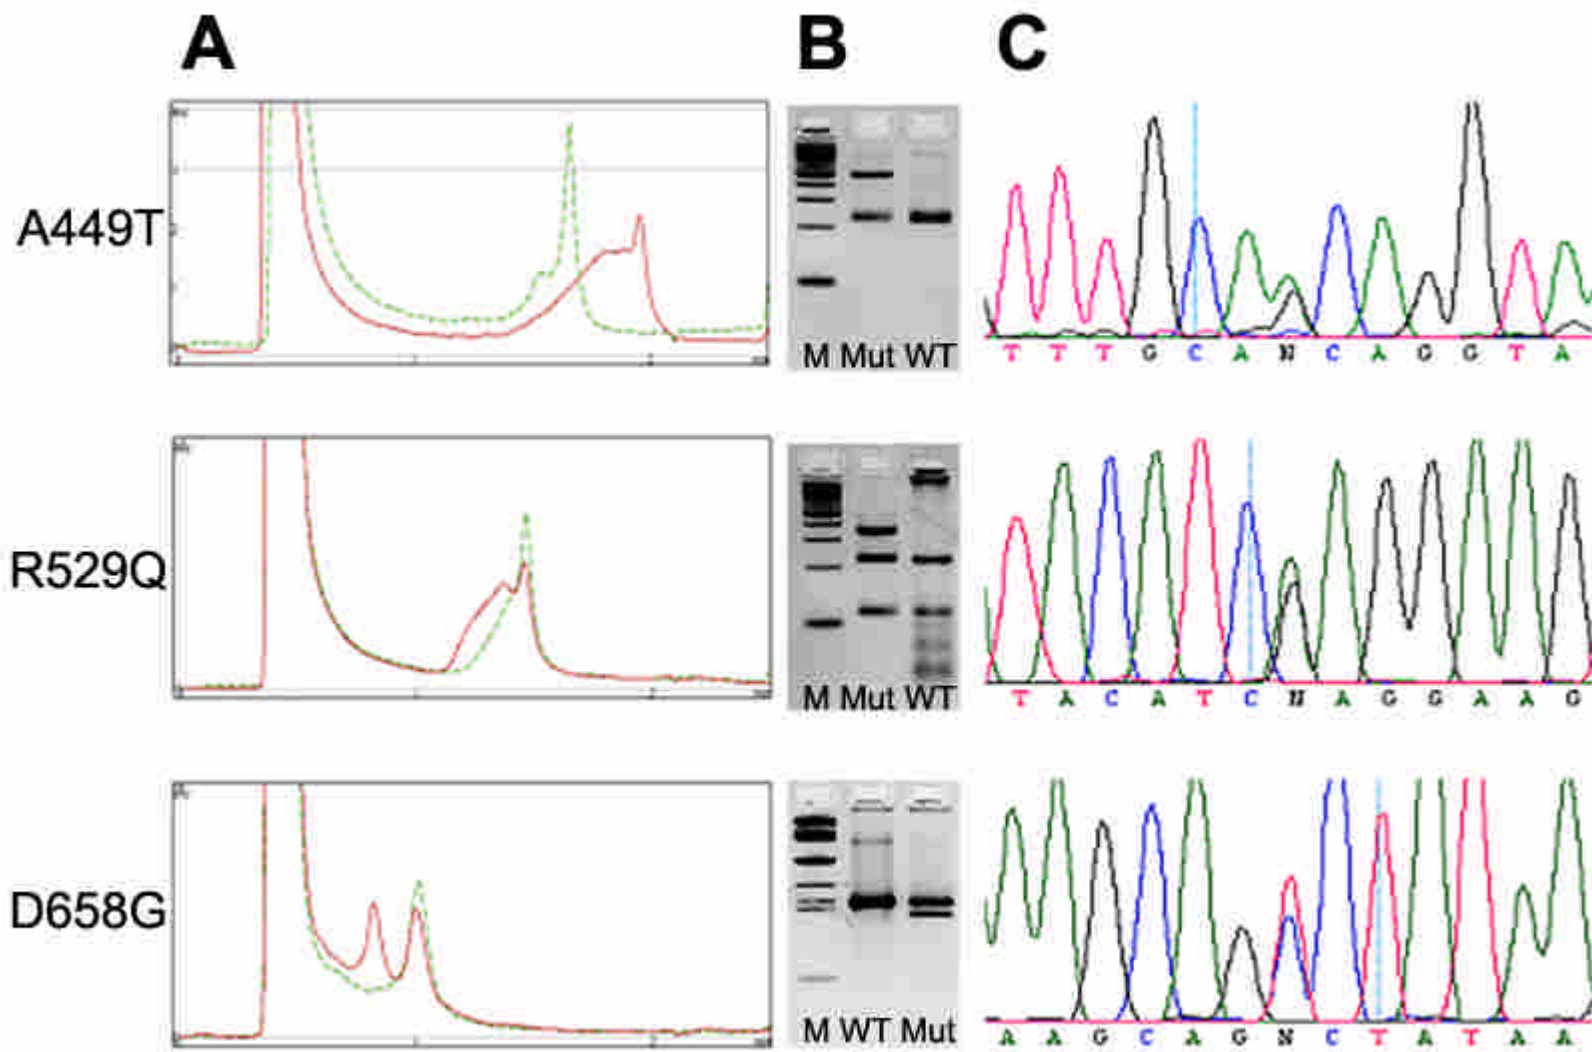 A B C
A449T
M Mut WT
T T T G C A N C A G G T A
R529Q
M Mut WT
T A C A T C N A G G A A G
D658G
M WT Mut
A A G C A G N C T A T A A